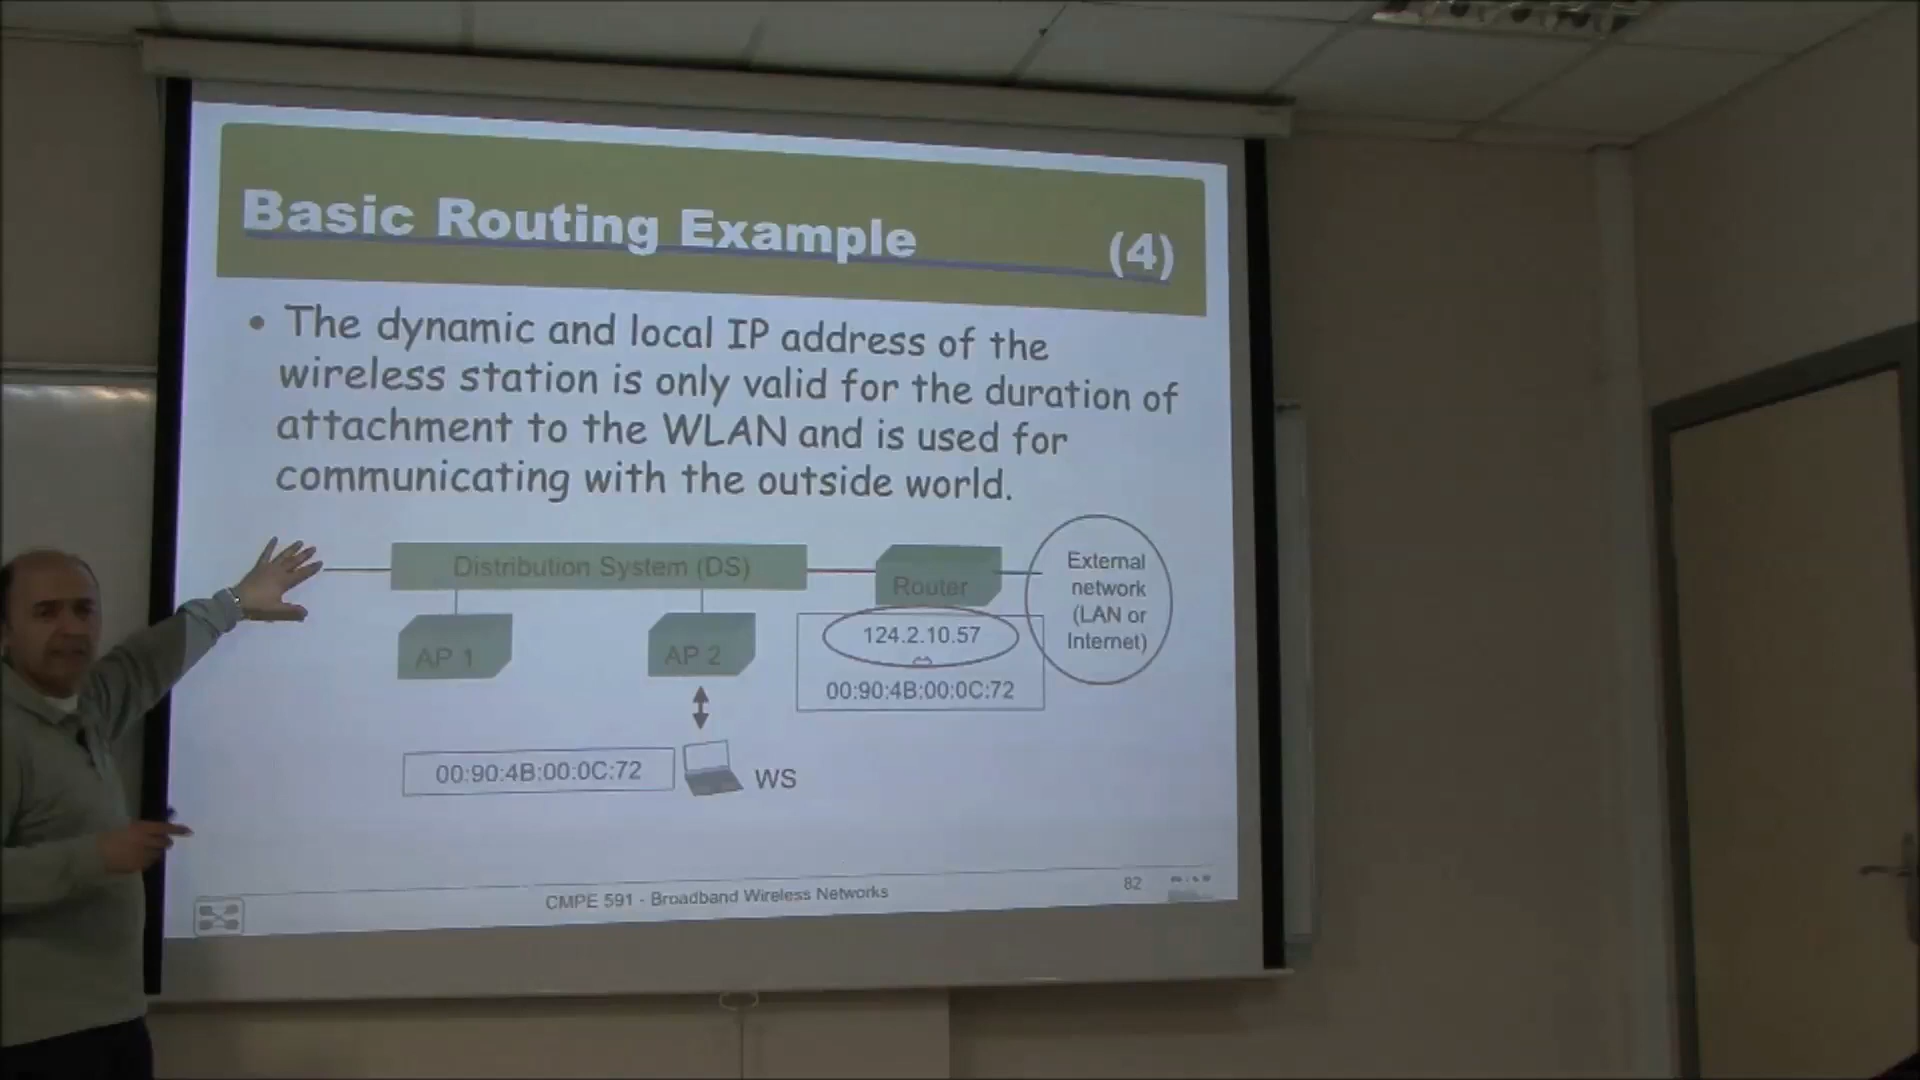 Basic Routing Example (4)
• The dynamic and local IP address of the
wireless station is only valid for the duration of
attachment to the WLAN and is used for
communicating with the outside world.
Distribution System (DS)
Router
External
network
(LAN or
Internet)
AP 1
AP 2
124.2.10.57
00:90:4B:00:0C:72
00:90:4B:00:0C:72
WS
CMPE 591 - Broadband Wireless Networks
82